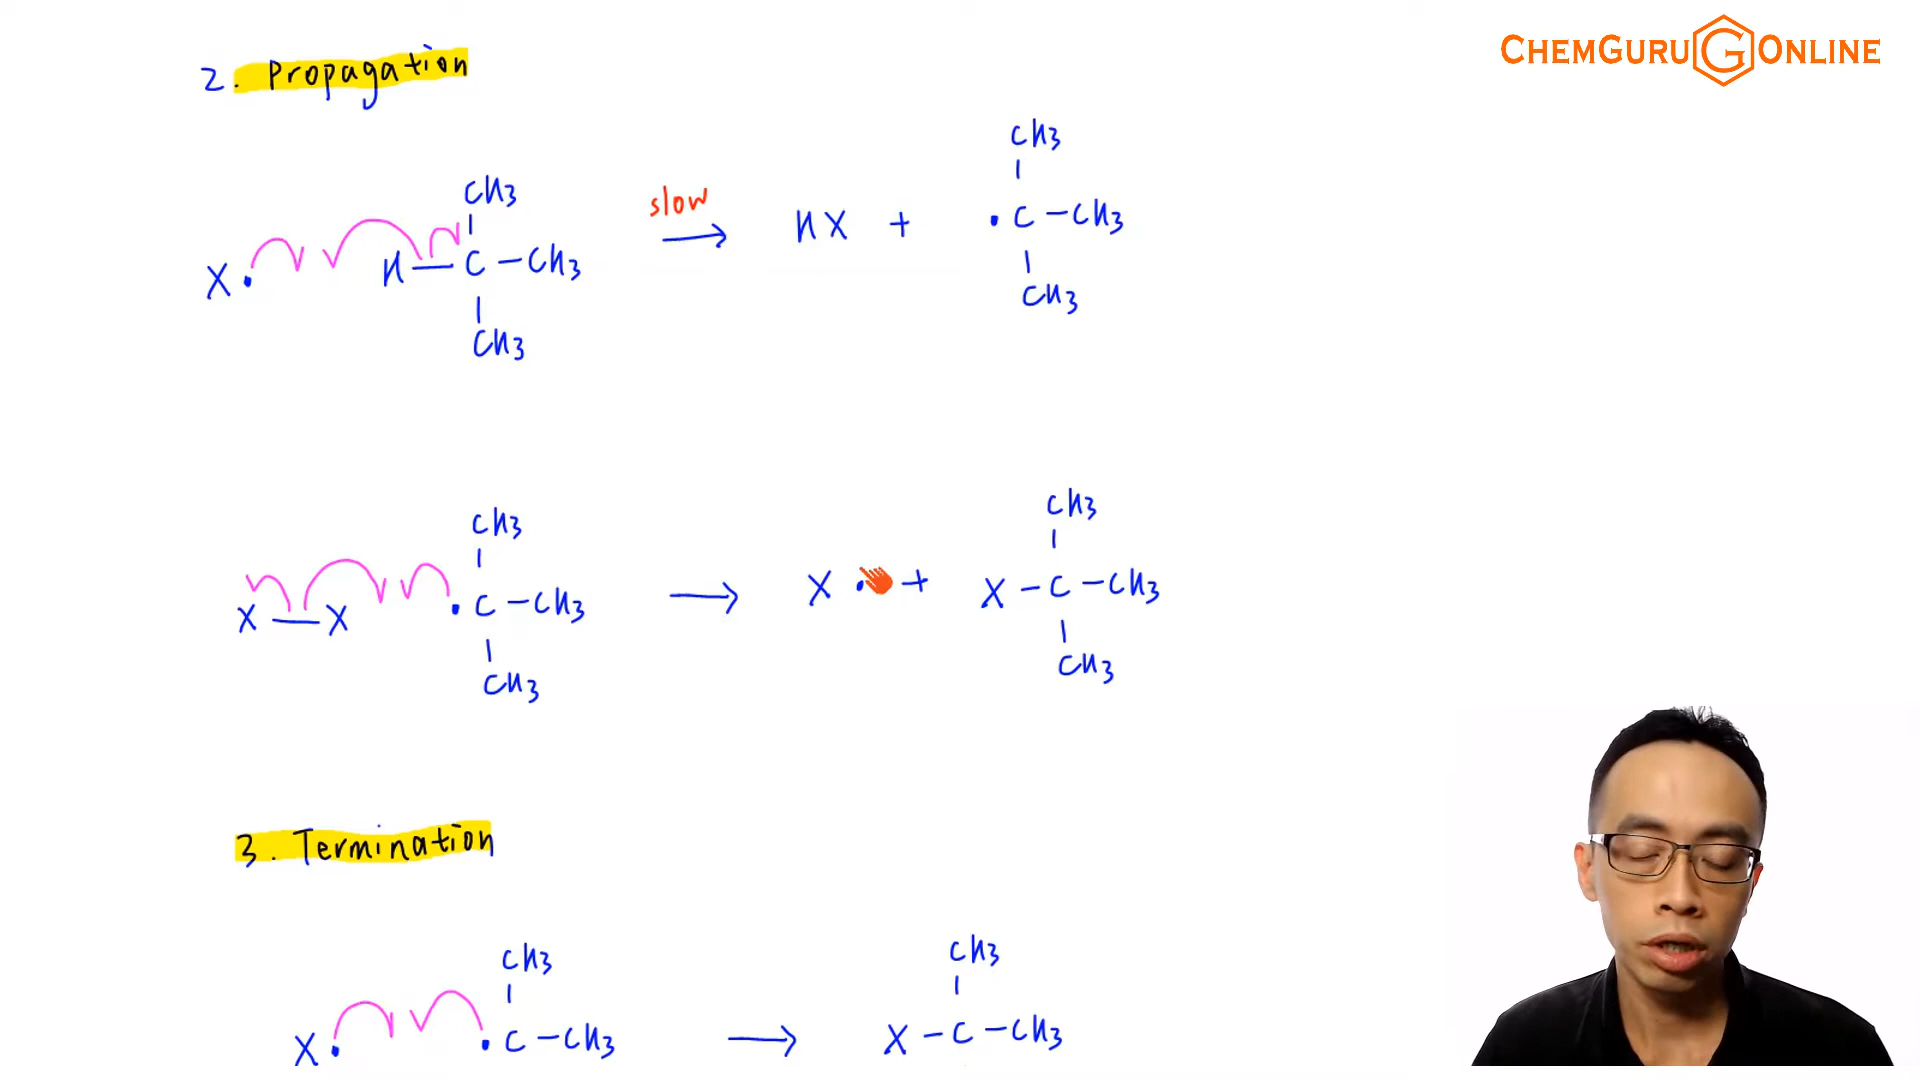 CHEMGURU G ONLINE
2. Propagation
CH3
CH3
slow
X• H—C—CH3 → HX + •C—CH3
CH3
CH3
CH3
CH3
X—X •C—CH3 → X• + X—C—CH3
CH3
CH3
3. Termination
CH3
CH3
X• •C—CH3 → X—C—CH3